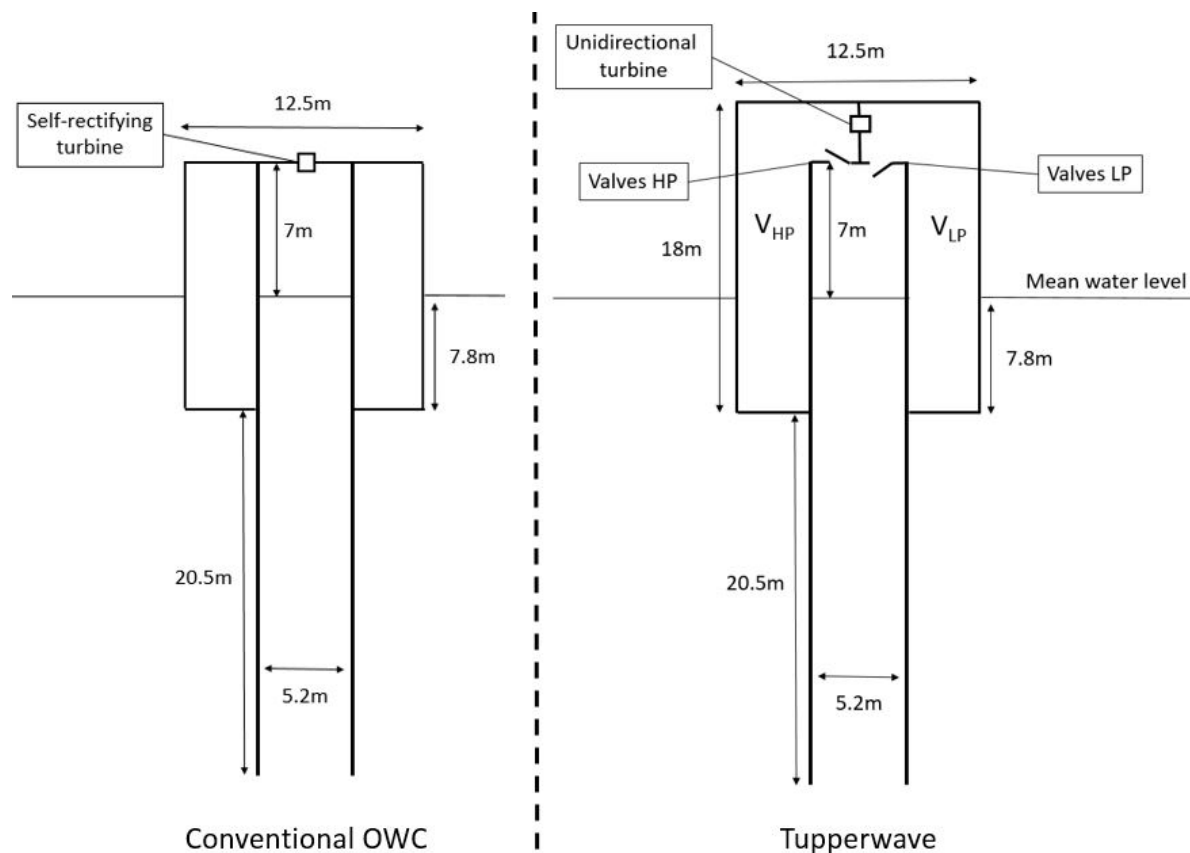 Self-rectifying
turbine
12.5m
7m
7.8m
20.5m
5.2m
Conventional OWC
Unidirectional
turbine
12.5m
Valves HP
Valves LP
V_HP
7m
V_LP
18m
Mean water level
7.8m
20.5m
5.2m
Tupperwave